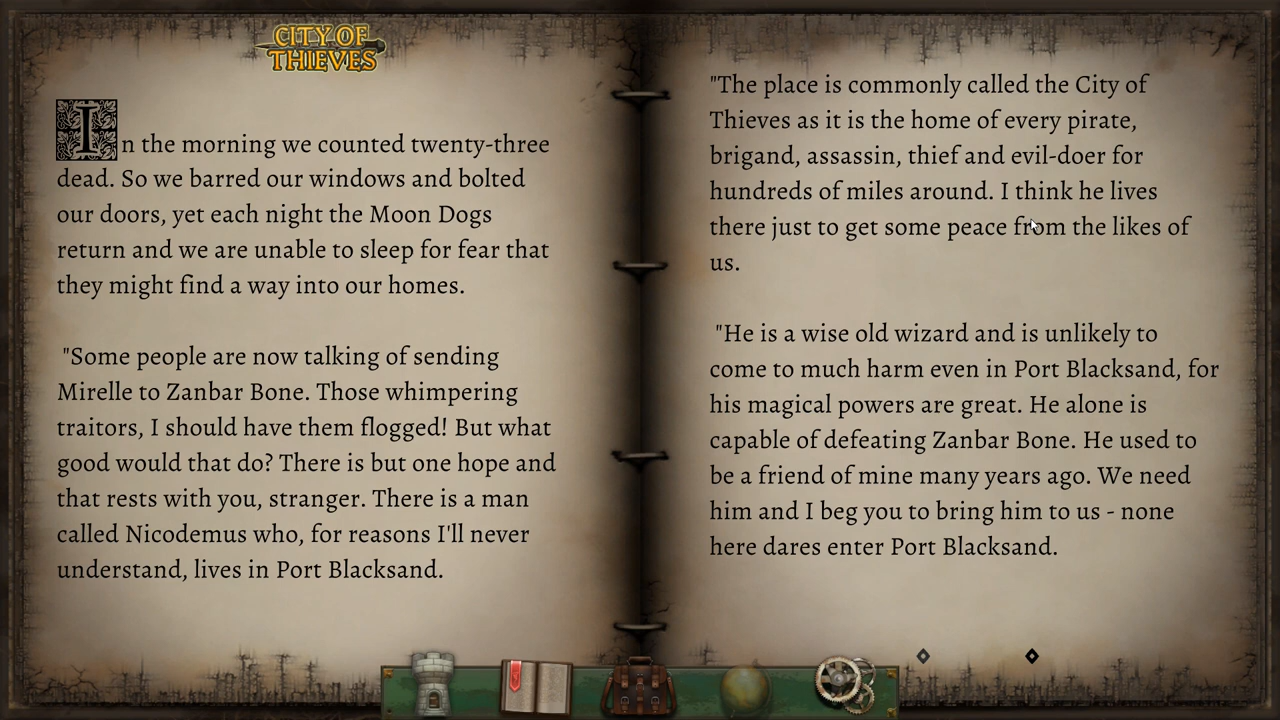 CITY OF
THIEVES
In the morning we counted twenty-three
dead. So we barred our windows and bolted
our doors, yet each night the Moon Dogs
return and we are unable to sleep for fear that
they might find a way into our homes.
"Some people are now talking of sending
Mirelle to Zanbar Bone. Those whimpering
traitors, I should have them flogged! But what
good would that do? There is but one hope and
that rests with you, stranger. There is a man
called Nicodemus who, for reasons I'll never
understand, lives in Port Blacksand.
"The place is commonly called the City of
Thieves as it is the home of every pirate,
brigand, assassin, thief and evil-doer for
hundreds of miles around. I think he lives
there just to get some peace from the likes of
us.
"He is a wise old wizard and is unlikely to
come to much harm even in Port Blacksand, for
his magical powers are great. He alone is
capable of defeating Zanbar Bone. He used to
be a friend of mine many years ago. We need
him and I beg you to bring him to us - none
here dares enter Port Blacksand.